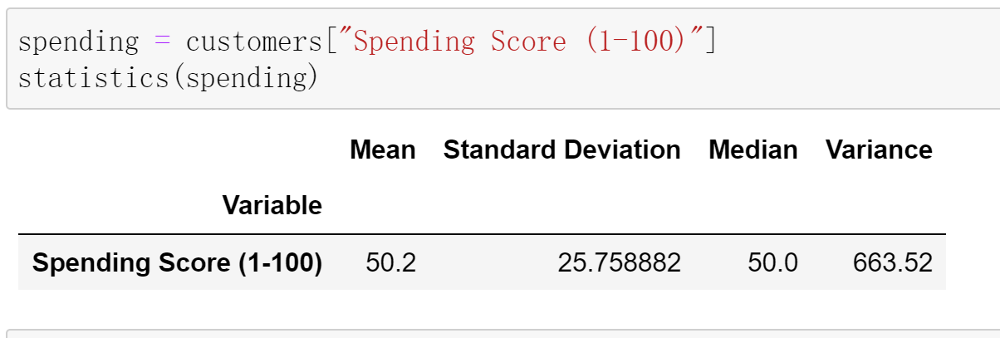 spending = customers["Spending Score (1-100)"]
statistics(spending)
Mean Standard Deviation Median Variance
Variable
Spending Score (1-100) 50.2 25.758882 50.0 663.52